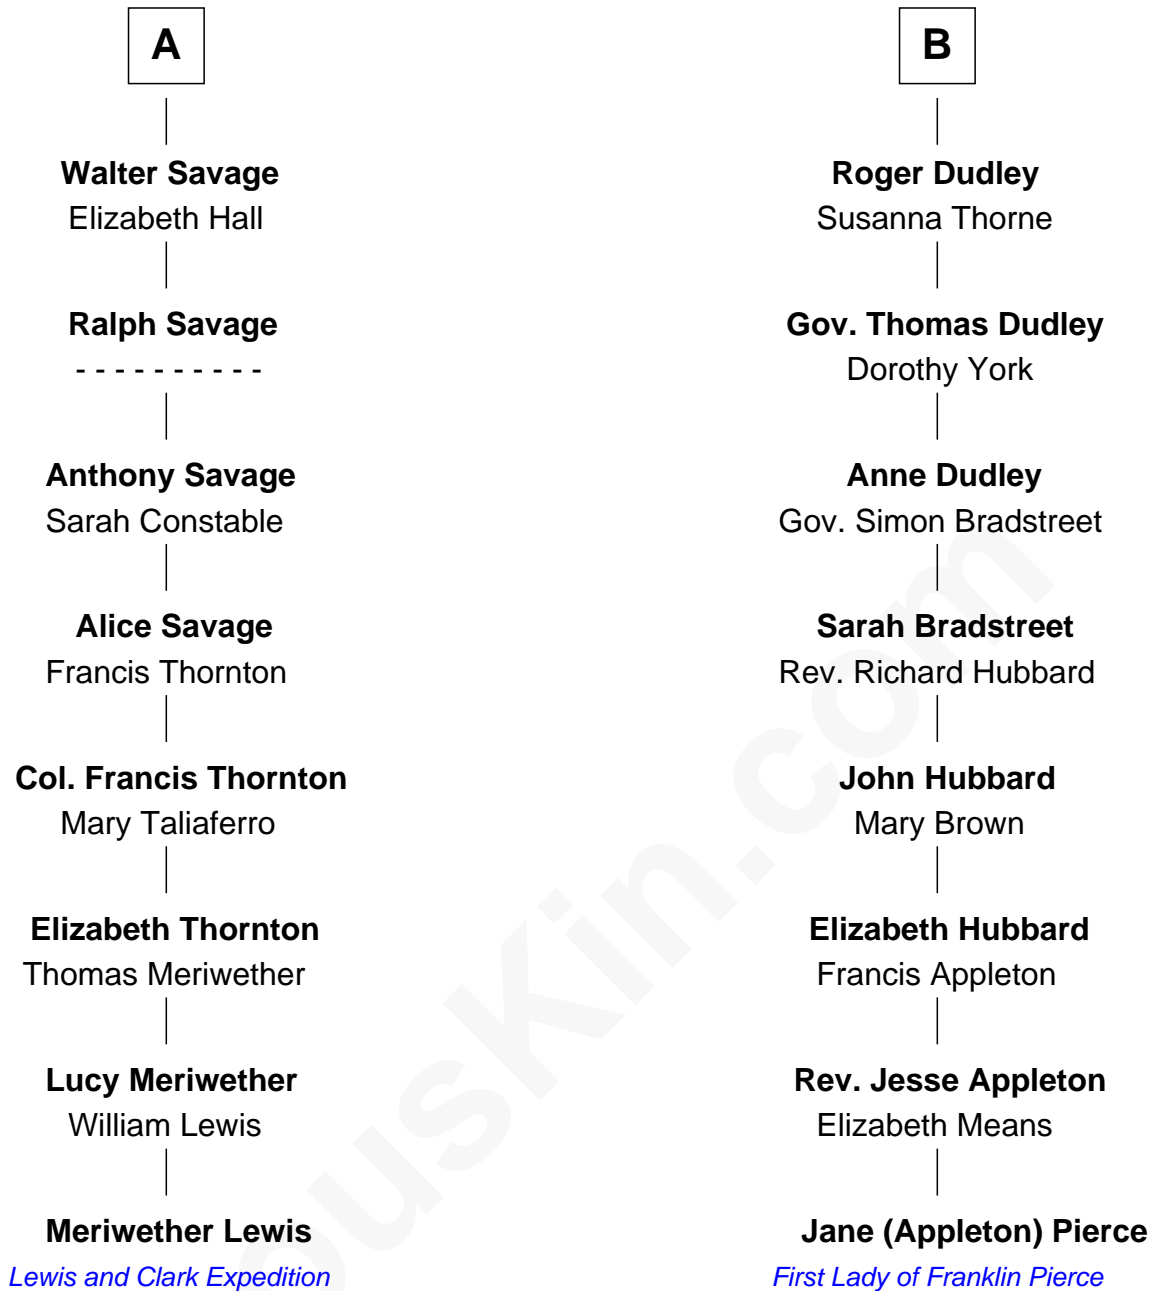 A
Walter Savage
Elizabeth Hall
Ralph Savage
- - - - - - - - - -
Anthony Savage
Sarah Constable
Alice Savage
Francis Thornton
Col. Francis Thornton
Mary Taliaferro
Elizabeth Thornton
Thomas Meriwether
Lucy Meriwether
William Lewis
Meriwether Lewis
Lewis and Clark Expedition
B
Roger Dudley
Susanna Thorne
Gov. Thomas Dudley
Dorothy York
Anne Dudley
Gov. Simon Bradstreet
Sarah Bradstreet
Rev. Richard Hubbard
John Hubbard
Mary Brown
Elizabeth Hubbard
Francis Appleton
Rev. Jesse Appleton
Elizabeth Means
Jane (Appleton) Pierce
First Lady of Franklin Pierce
ousKin.com